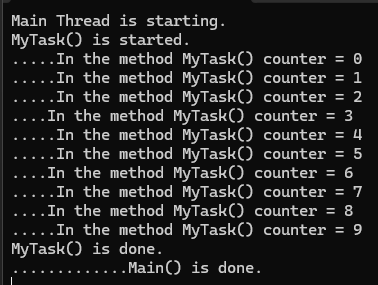 Main Thread is starting.
MyTask() is started.
.....In the method MyTask() counter = 0
.....In the method MyTask() counter = 1
.....In the method MyTask() counter = 2
....In the method MyTask() counter = 3
.....In the method MyTask() counter = 4
.....In the method MyTask() counter = 5
....In the method MyTask() counter = 6
.....In the method MyTask() counter = 7
....In the method MyTask() counter = 8
.....In the method MyTask() counter = 9
MyTask() is done.
.............Main() is done.